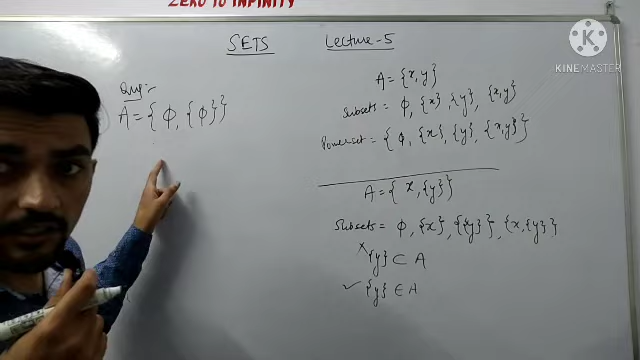 ZERO TO INFINITY
SETS Lecture-5
KINEMASTER
Ques:-
A = { ϕ, {ϕ} }
A = {x, y}
Subsets = ϕ, {x}, {y}, {x, y}
Powerset = { ϕ, {x}, {y}, {x, y} }
A = { x, {y} }
Subsets = ϕ, {x}, {{y}}, {x, {y}}
× {y} ⊂ A
✓ {y} ∈ A